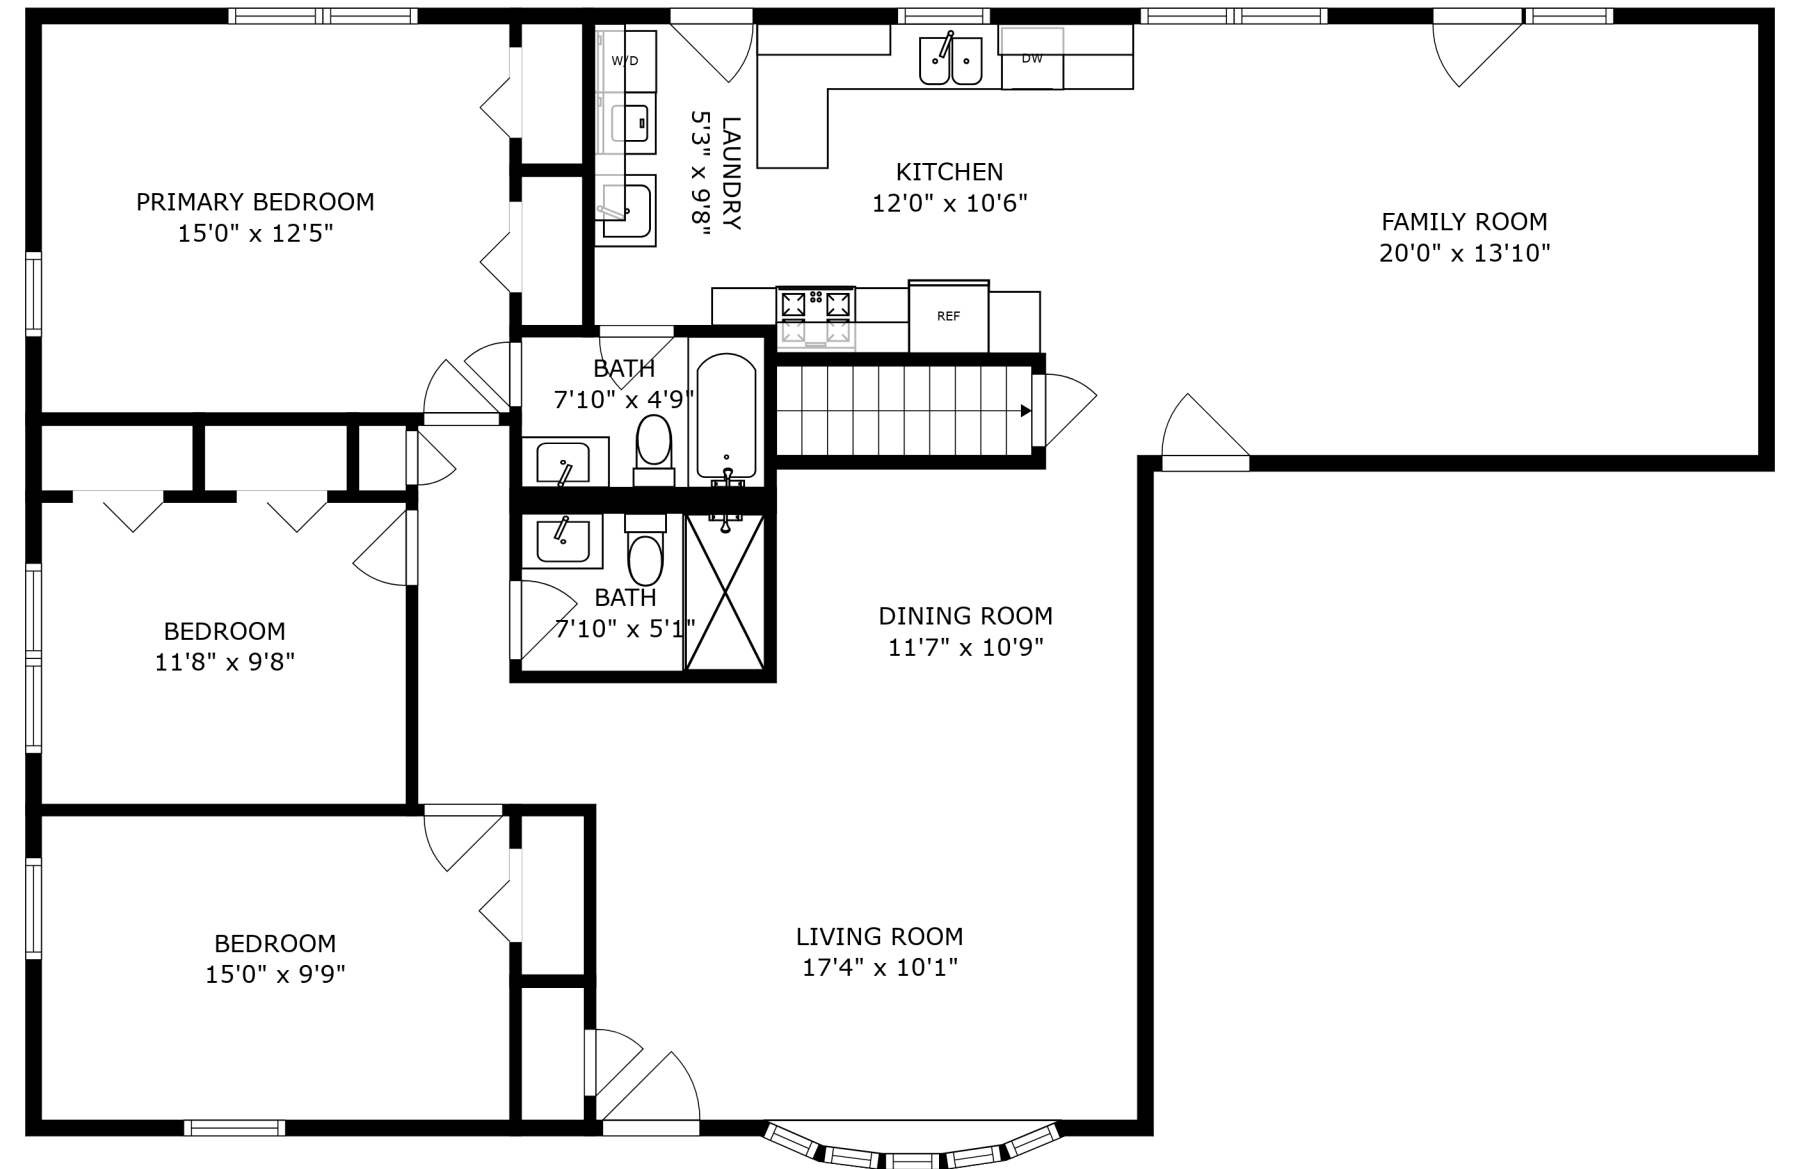 W/D
DW
LAUNDRY
5'3" x 9'8"
KITCHEN
12'0" x 10'6"
PRIMARY BEDROOM
15'0" x 12'5"
FAMILY ROOM
20'0" x 13'10"
REF
BATH
7'10" x 4'9"
BATH
7'10" x 5'1"
DINING ROOM
11'7" x 10'9"
BEDROOM
11'8" x 9'8"
LIVING ROOM
17'4" x 10'1"
BEDROOM
15'0" x 9'9"